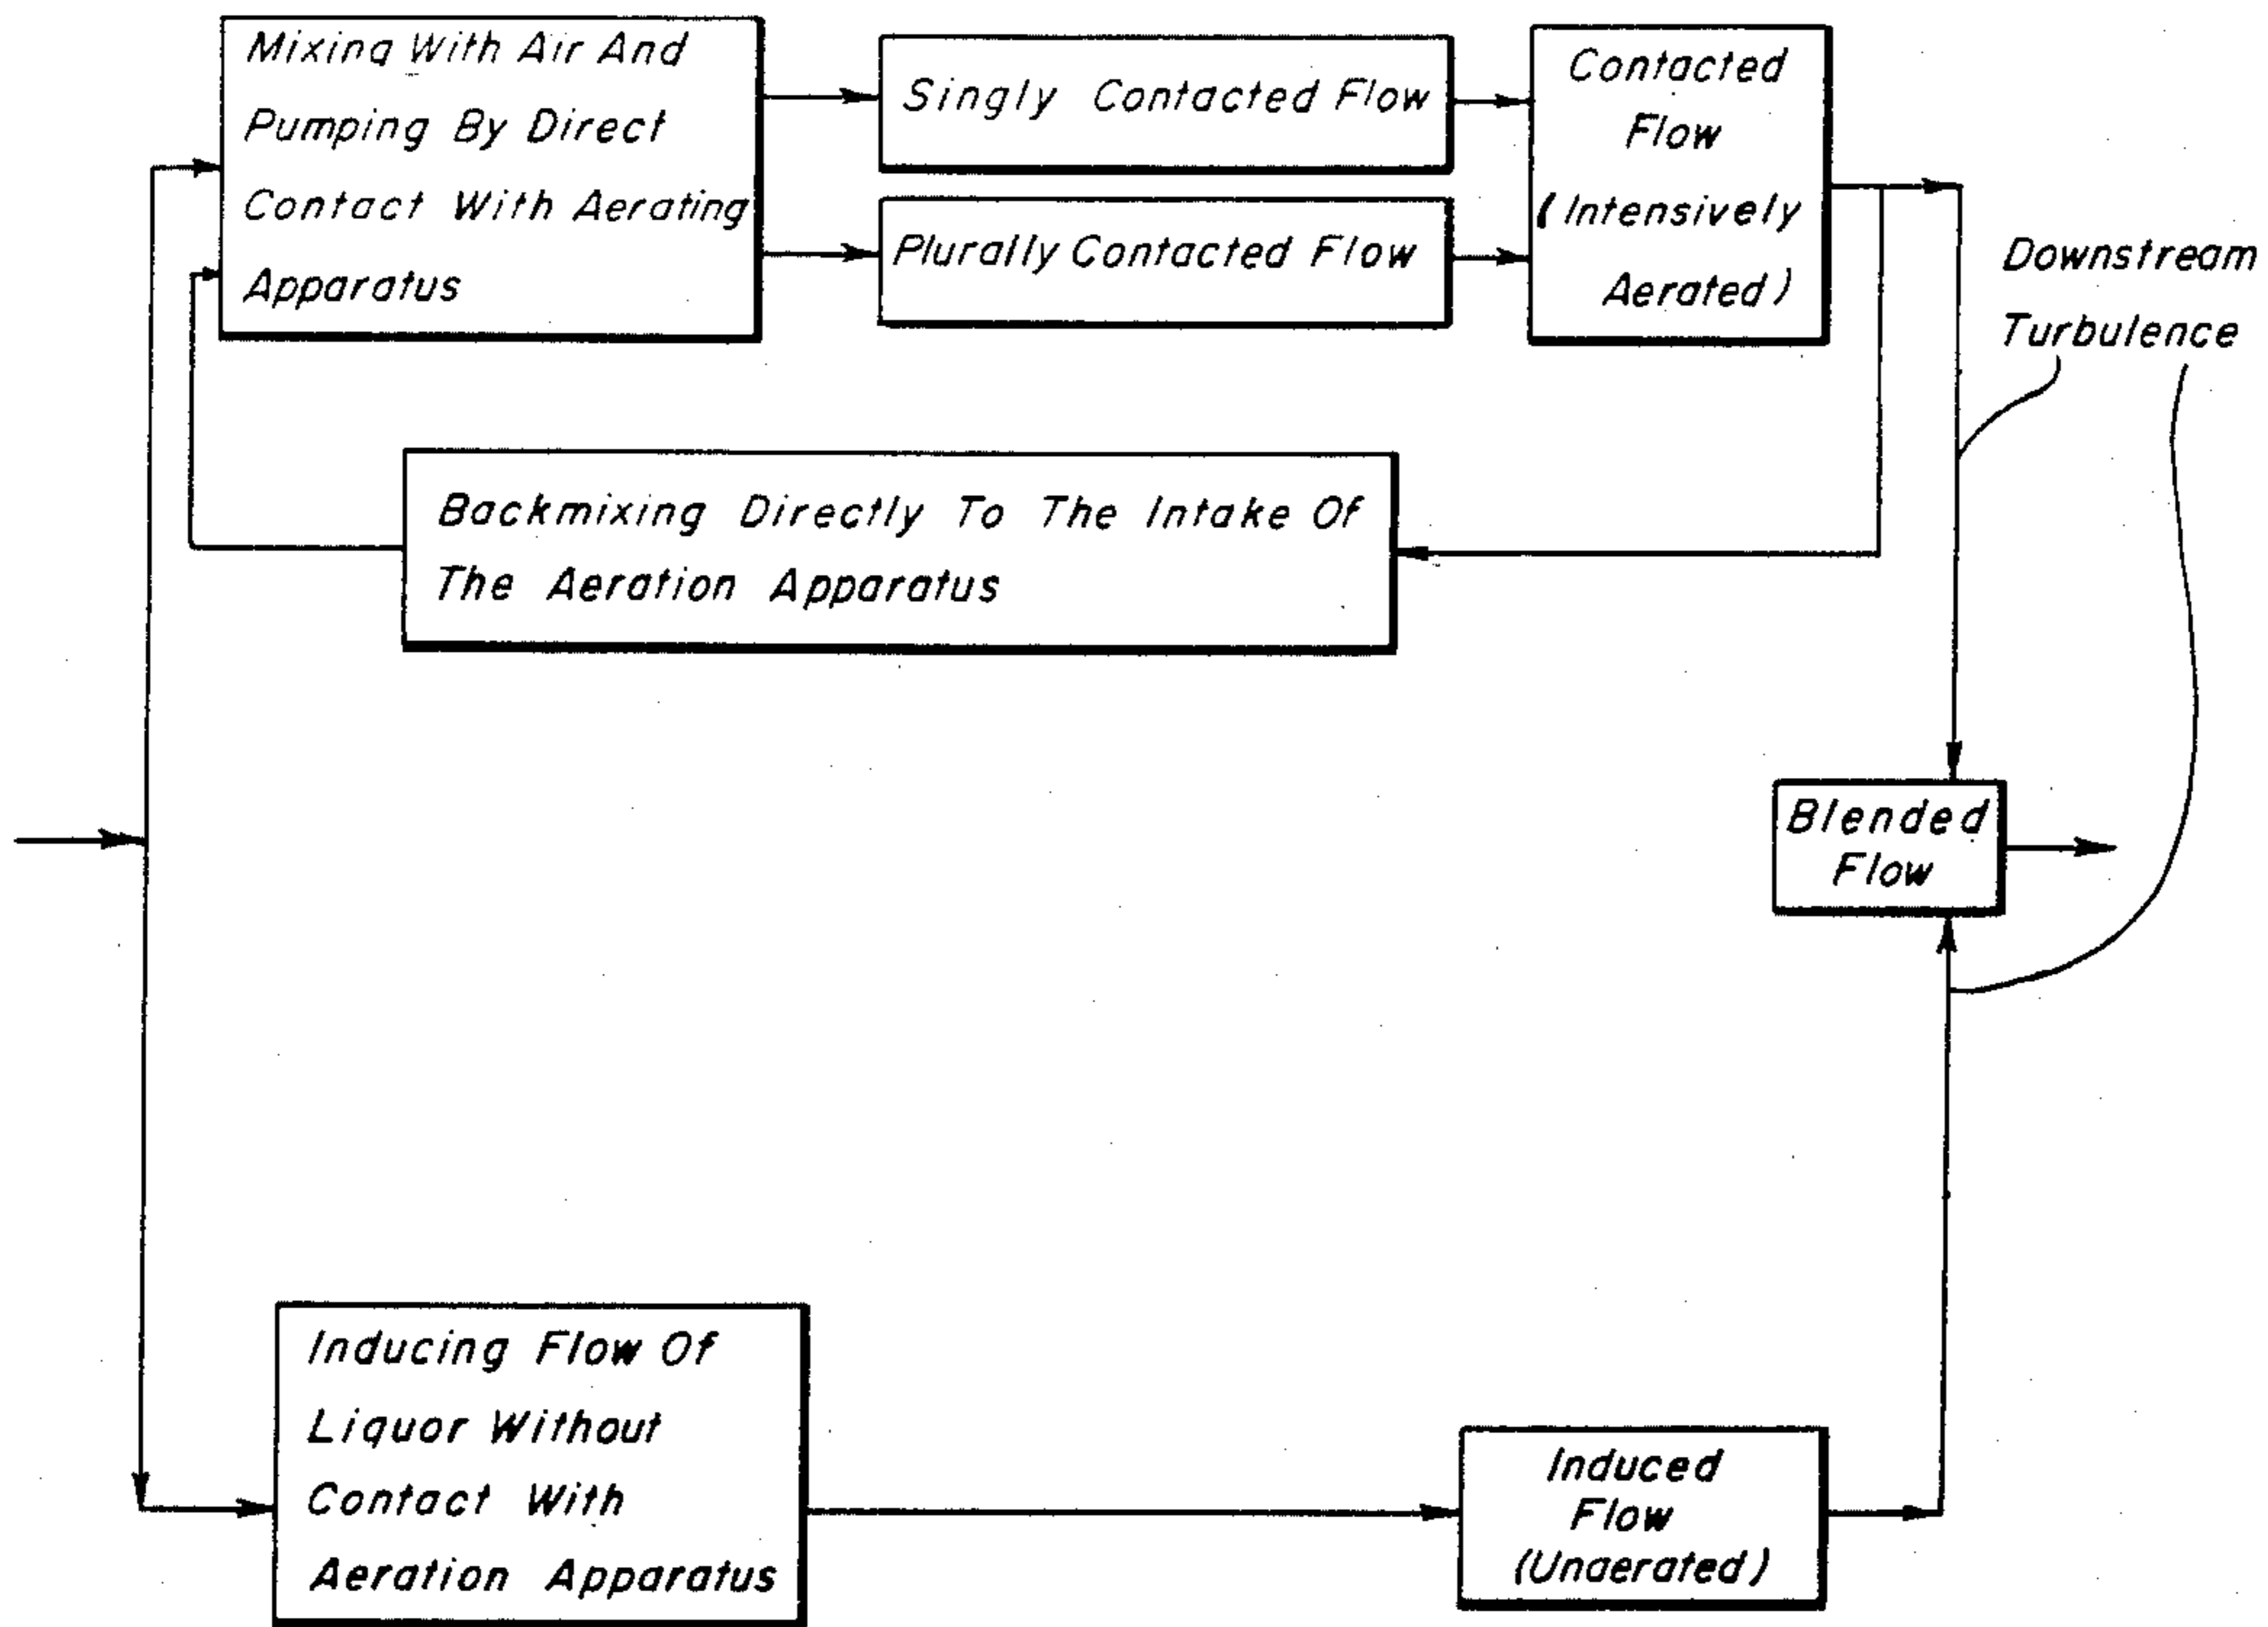 Mixing With Air And
Pumping By Direct
Contact With Aerating
Apparatus
Singly Contacted Flow
Plurally Contacted Flow
Contacted
Flow
(Intensively
Aerated)
Downstream
Turbulence
Backmixing Directly To The Intake Of
The Aeration Apparatus
Blended
Flow
Inducing Flow Of
Liquor Without
Contact With
Aeration Apparatus
Induced
Flow
(Unaerated)